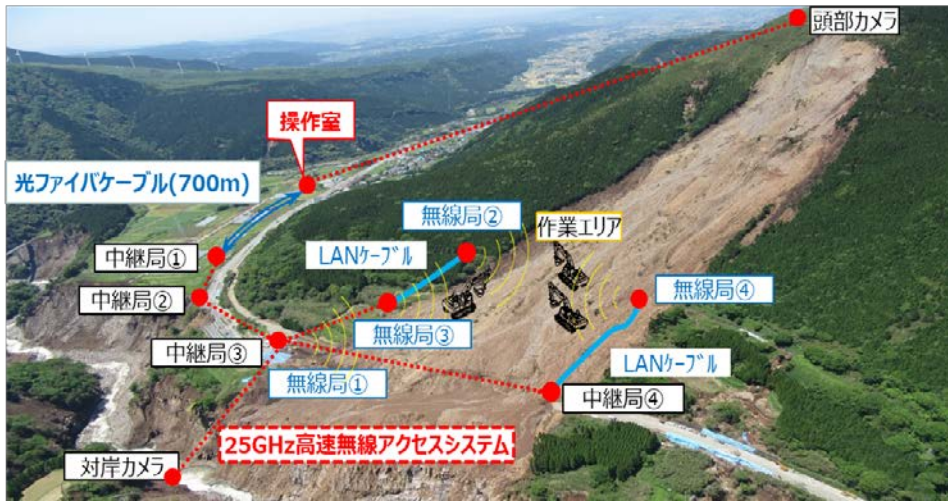 頭部カメラ
操作室
光ファイバケーブル(700m)
無線局②
作業エリア
LANケーブル
中継局①
中継局②
無線局④
無線局③
中継局③
無線局①
LANケーブル
中継局④
25GHz高速無線アクセスシステム
対岸カメラ